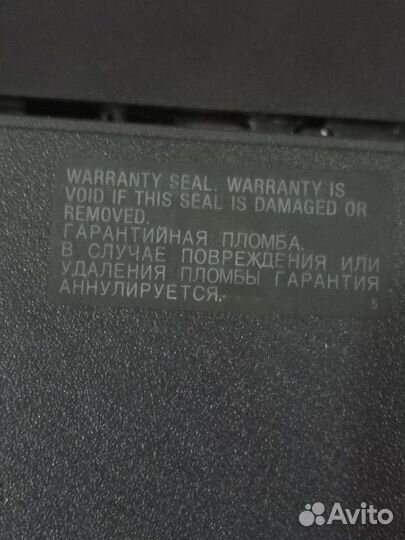 WARRANTY SEAL. WARRANTY IS
VOID IF THIS SEAL IS DAMAGED OR
REMOVED.
ГАРАНТИЙНАЯ ПЛОМБА.
В СЛУЧАЕ ПОВРЕЖДЕНИЯ ИЛИ
УДАЛЕНИЯ ПЛОМБЫ ГАРАНТИЯ
АННУЛИРУЕТСЯ.
5
Avito